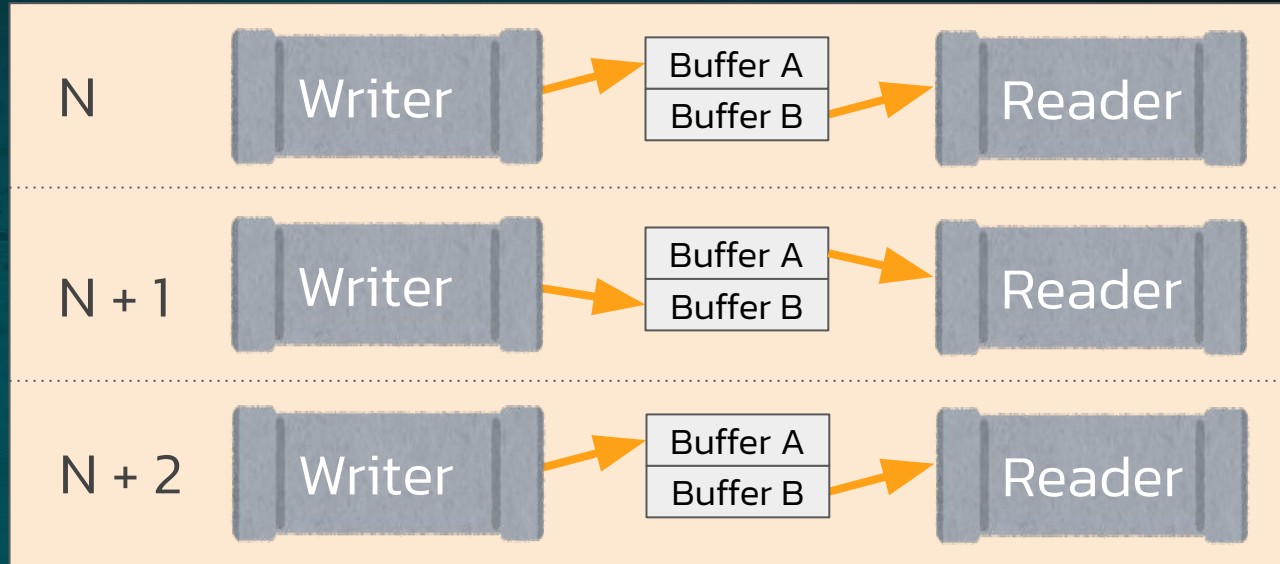 N
Writer
Buffer A
Buffer B
Reader
N + 1
Writer
Buffer A
Buffer B
Reader
N + 2
Writer
Buffer A
Buffer B
Reader